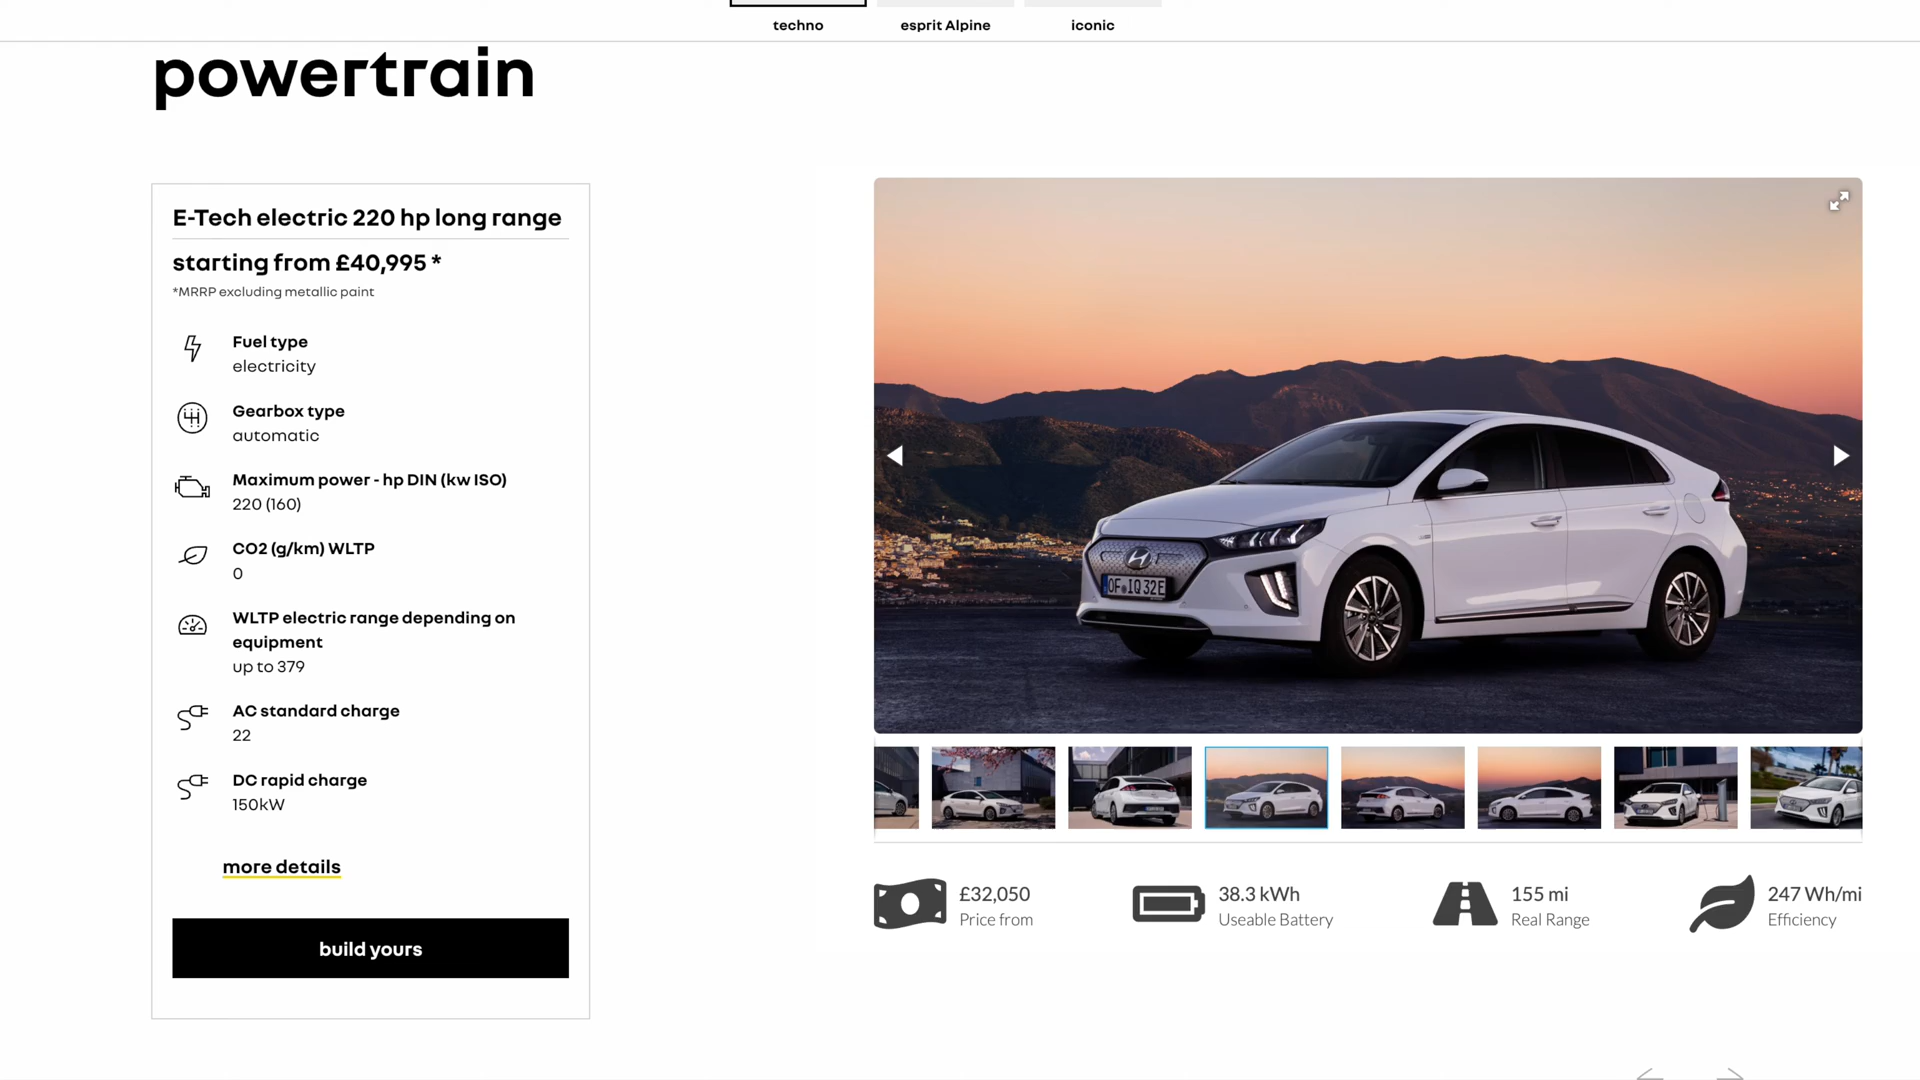 techno
esprit Alpine
iconic
powertrain
E-Tech electric 220 hp long range
starting from £40,995 *
*MRRP excluding metallic paint
Fuel type
electricity
Gearbox type
automatic
Maximum power - hp DIN (kw ISO)
220 (160)
CO2 (g/km) WLTP
0
WLTP electric range depending on
equipment
up to 379
AC standard charge
22
DC rapid charge
150kW
more details
build yours
OF IQ 32E
£32,050
Price from
38.3 kWh
Useable Battery
155 mi
Real Range
247 Wh/mi
Efficiency